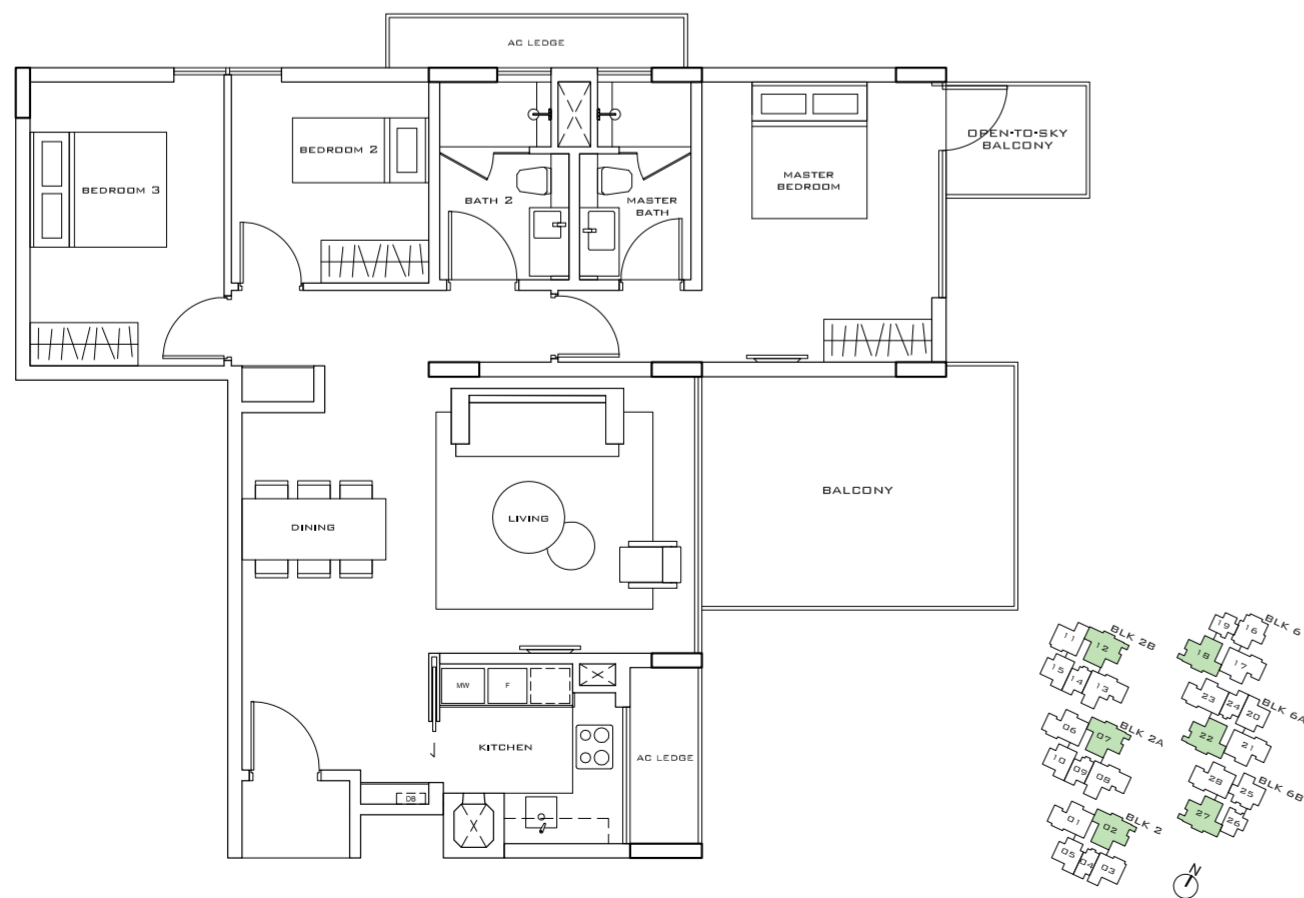 AC LEDGE
OPEN-TO-SKY
BALCONY
BEDROOM 2
BEDROOM 3
MASTER
BEDROOM
BATH 2
MASTER
BATH
BALCONY
LIVING
DINING
MW
F
KITCHEN
AC LEDGE
DB
BLK 2B
11
12
15
14
13
BLK 6
19
16
18
17
BLK 2A
06
07
10
09
08
BLK 6A
23
24
20
22
21
BLK 2
01
02
05
04
03
BLK 6B
28
25
27
26
N